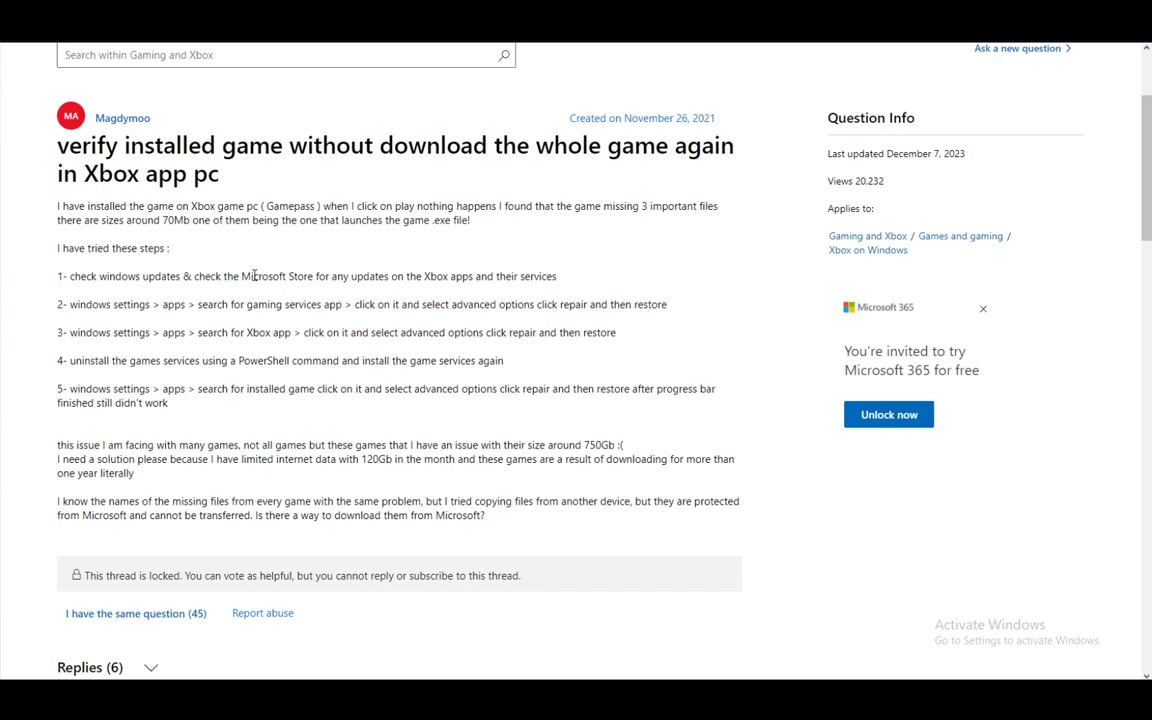 Search within Gaming and Xbox
Ask a new question >
MA
Magdymoo
Created on November 26, 2021
verify installed game without download the whole game again
in Xbox app pc
I have installed the game on Xbox game pc ( Gamepass ) when I click on play nothing happens I found that the game missing 3 important files
there are sizes around 70Mb one of them being the one that launches the game .exe file!
I have tried these steps :
1- check windows updates & check the Microsoft Store for any updates on the Xbox apps and their services
2- windows settings > apps > search for gaming services app > click on it and select advanced options click repair and then restore
3- windows settings > apps > search for Xbox app > click on it and select advanced options click repair and then restore
4- uninstall the games services using a PowerShell command and install the game services again
5- windows settings > apps > search for installed game click on it and select advanced options click repair and then restore after progress bar
finished still didn't work
this issue I am facing with many games, not all games but these games that I have an issue with their size around 750Gb :(
I need a solution please because I have limited internet data with 120Gb in the month and these games are a result of downloading for more than
one year literally
I know the names of the missing files from every game with the same problem, but I tried copying files from another device, but they are protected
from Microsoft and cannot be transferred. Is there a way to download them from Microsoft?
This thread is locked. You can vote as helpful, but you cannot reply or subscribe to this thread.
I have the same question (45)
Report abuse
Replies (6)
Question Info
Last updated December 7, 2023
Views 20,232
Applies to:
Gaming and Xbox / Games and gaming /
Xbox on Windows
Microsoft 365
You're invited to try
Microsoft 365 for free
Unlock now
Activate Windows
Go to Settings to activate Windows.